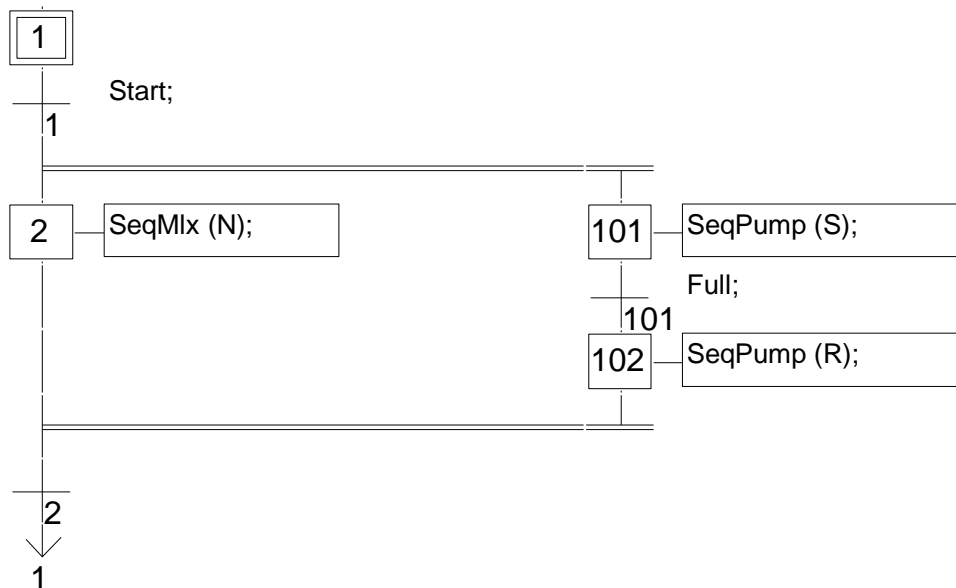 1
Start;
1
2 SeqMIx (N); 101 SeqPump (S);
Full;
101
102 SeqPump (R);
2
1